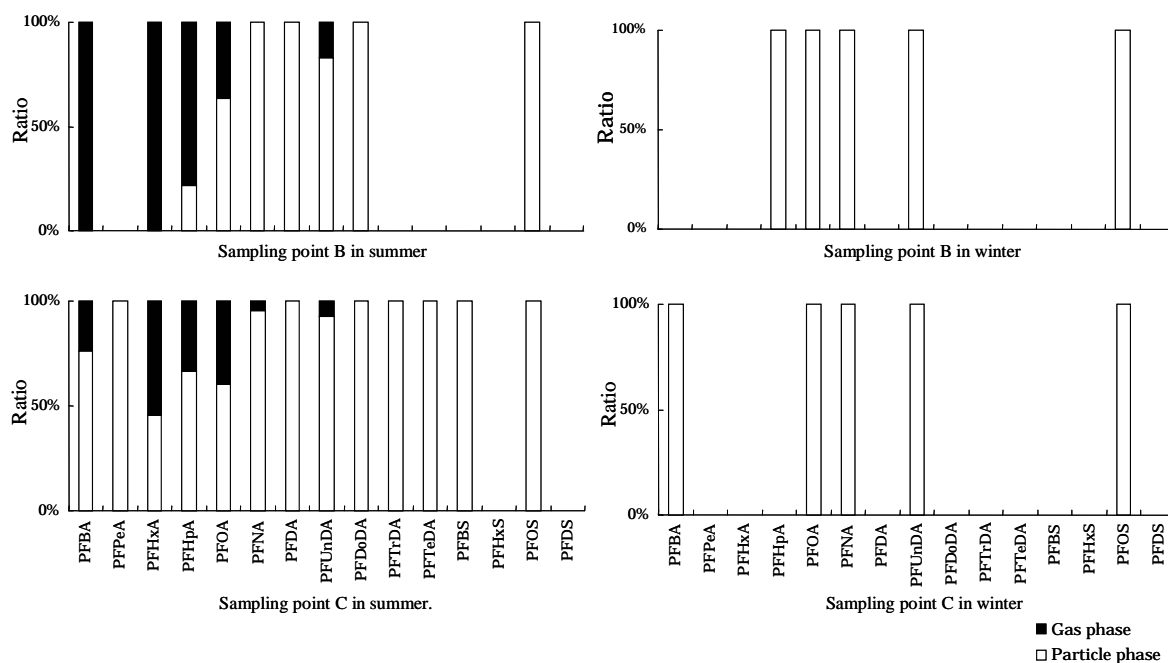 100%
50%
0%
Ratio
Sampling point B in summer
100%
50%
0%
Ratio
Sampling point B in winter
100%
50%
0%
Ratio
PFBA
PFPeA
PFHxA
PFHpA
PFOA
PFNA
PFDA
PFUnDA
PFDoDA
PFTrDA
PFTeDA
PFBS
PFHxS
PFOS
PFDS
Sampling point C in summer.
100%
50%
0%
Ratio
PFBA
PFPeA
PFHxA
PFHpA
PFOA
PFNA
PFDA
PFUnDA
PFDoDA
PFTrDA
PFTeDA
PFBS
PFHxS
PFOS
PFDS
Sampling point C in winter
Gas phase
Particle phase